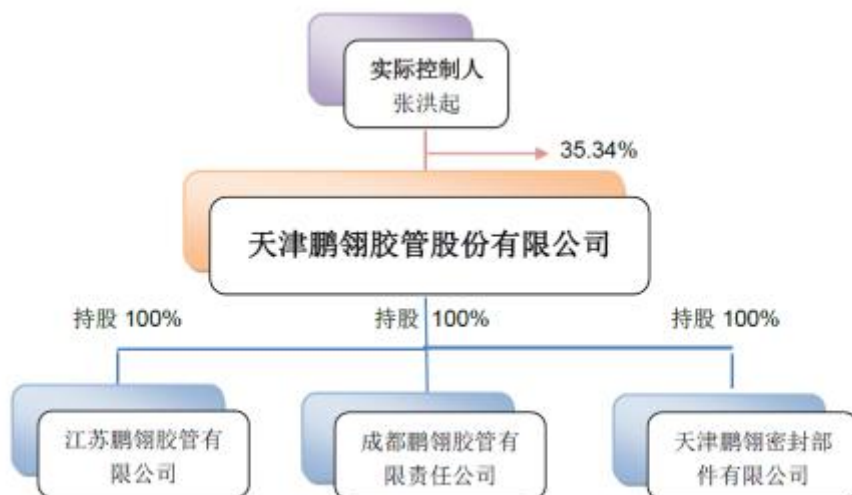 实际控制人
张洪起
35.34%
天津鹏翎胶管股份有限公司
持股 100%
持股 100%
持股 100%
江苏鹏翎胶管有
限公司
成都鹏翎胶管有
限责任公司
天津鹏翎密封部
件有限公司